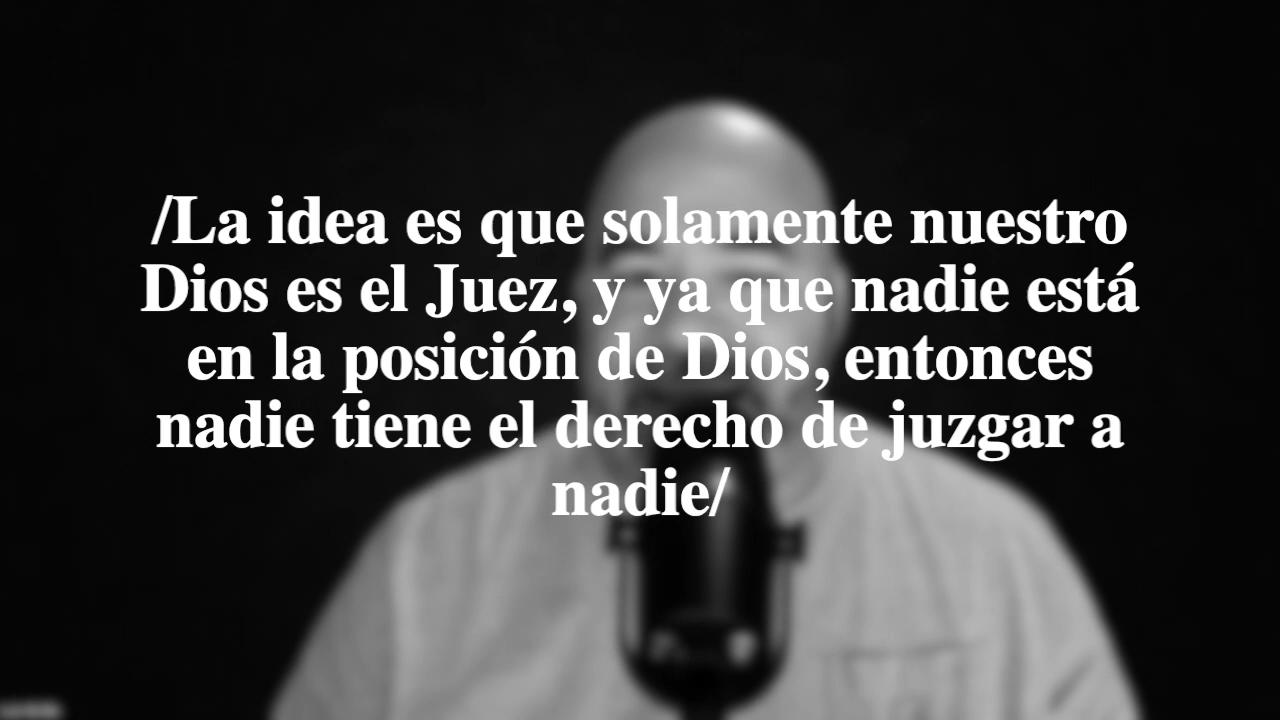 /La idea es que solamente nuestro
Dios es el Juez, y ya que nadie está
en la posición de Dios, entonces
nadie tiene el derecho de juzgar a
nadie/